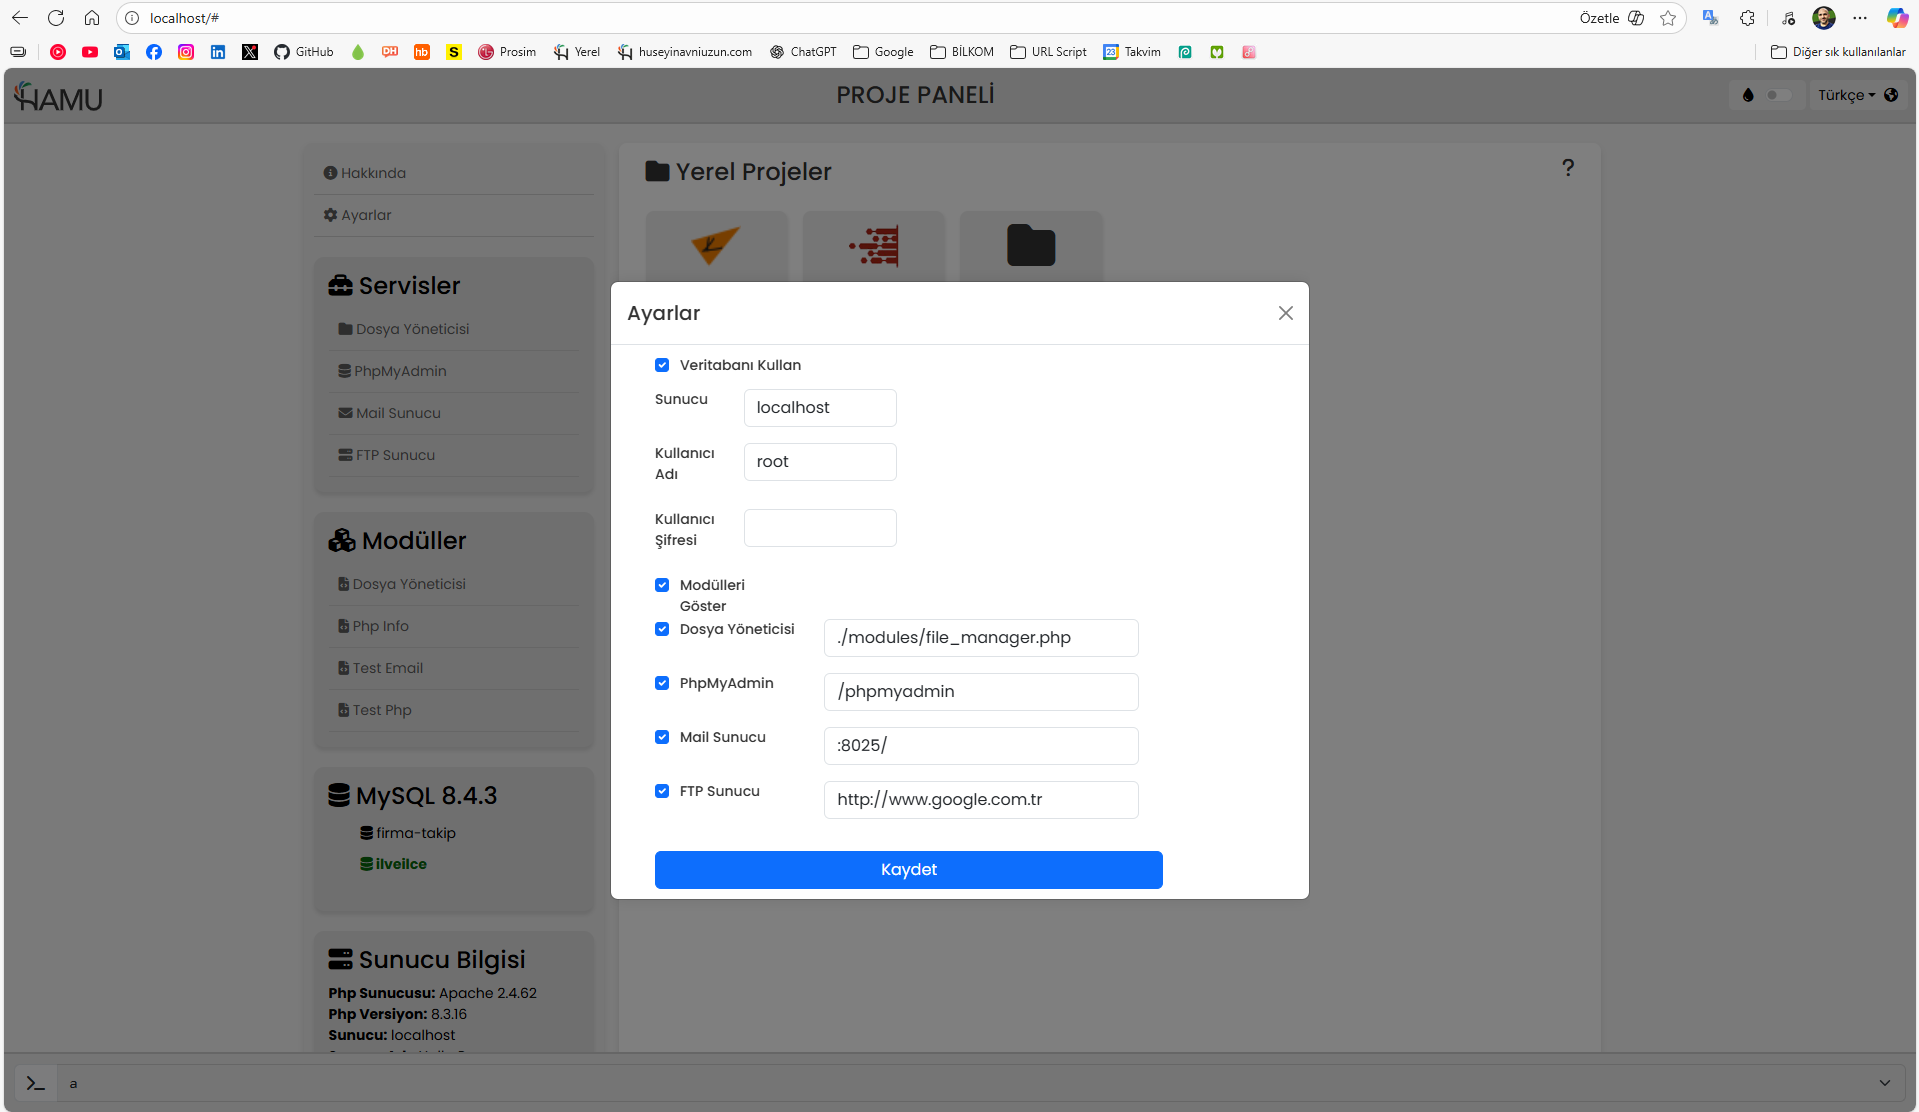 localhost/#
Özetle
GitHub
Prosim
Yerel
huseyinavniuzun.com
ChatGPT
Google
BİLKOM
URL Script
Takvim
Diğer sık kullanılanlar
HAMU
PROJE PANELİ
Türkçe
Hakkında
Ayarlar
Servisler
Dosya Yöneticisi
PhpMyAdmin
Mail Sunucu
FTP Sunucu
Modüller
Dosya Yöneticisi
Php Info
Test Email
Test Php
MySQL 8.4.3
firma-takip
ilveilce
Sunucu Bilgisi
Php Sunucusu: Apache 2.4.62
Php Versiyon: 8.3.16
Sunucu: localhost
Yerel Projeler
?
Ayarlar
Veritabanı Kullan
Sunucu
localhost
Kullanıcı
Adı
root
Kullanıcı
Şifresi
Modülleri
Göster
Dosya Yöneticisi
./modules/file_manager.php
PhpMyAdmin
/phpmyadmin
Mail Sunucu
:8025/
FTP Sunucu
http://www.google.com.tr
Kaydet
a